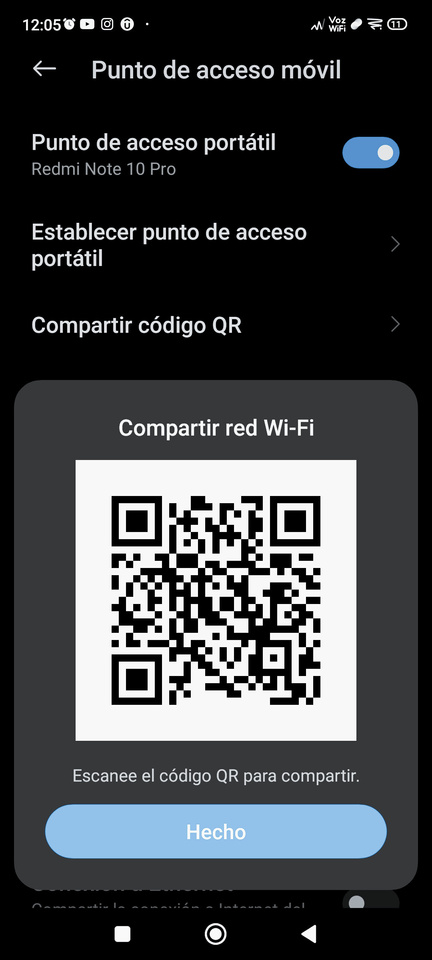 12:05
Voz
WiFi
11
Punto de acceso móvil
Punto de acceso portátil
Redmi Note 10 Pro
Establecer punto de acceso
portátil
Compartir código QR
Compartir red Wi-Fi
Escanee el código QR para compartir.
Hecho
Conexión a Ethernet
Compartir la conexión a Internet del